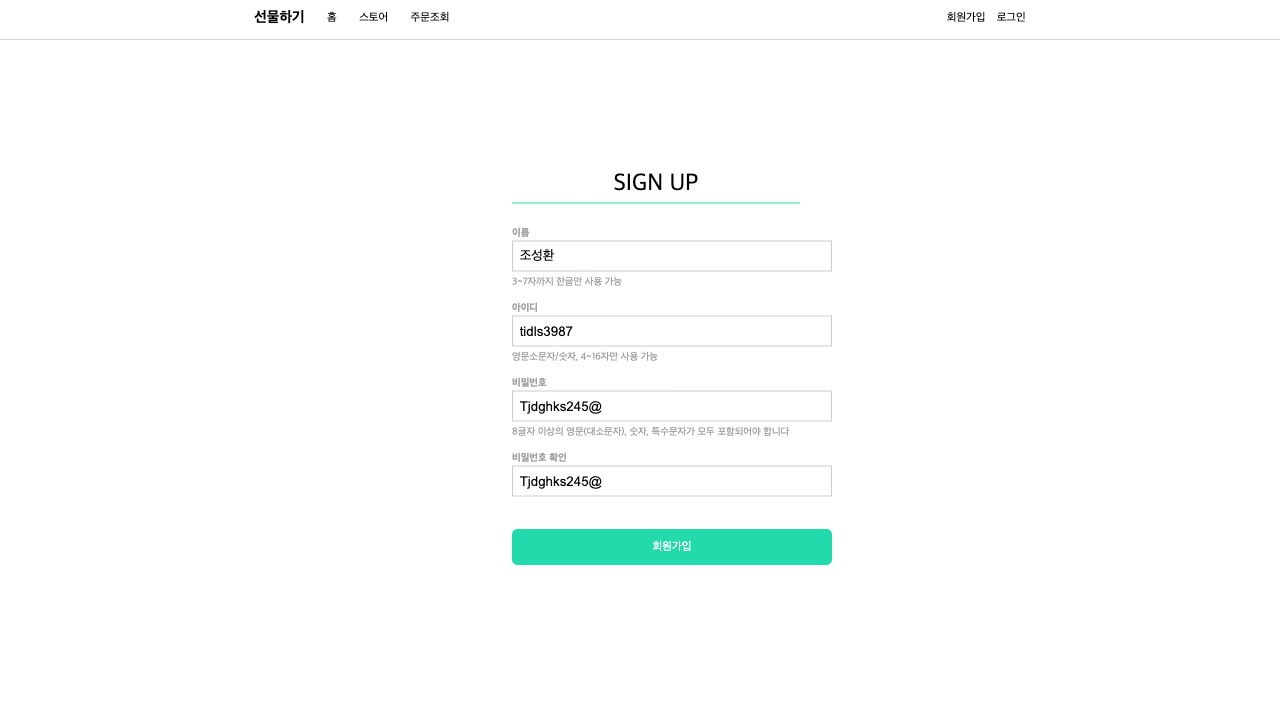 선물하기 홈 스토어 주문조회 회원가입 로그인
SIGN UP
이름
조성환
3~7자까지 한글만 사용 가능
아이디
tidls3987
영문소문자/숫자, 4~16자만 사용 가능
비밀번호
Tjdghks245@
8글자 이상의 영문(대소문자), 숫자, 특수문자가 모두 포함되어야 합니다
비밀번호 확인
Tjdghks245@
회원가입